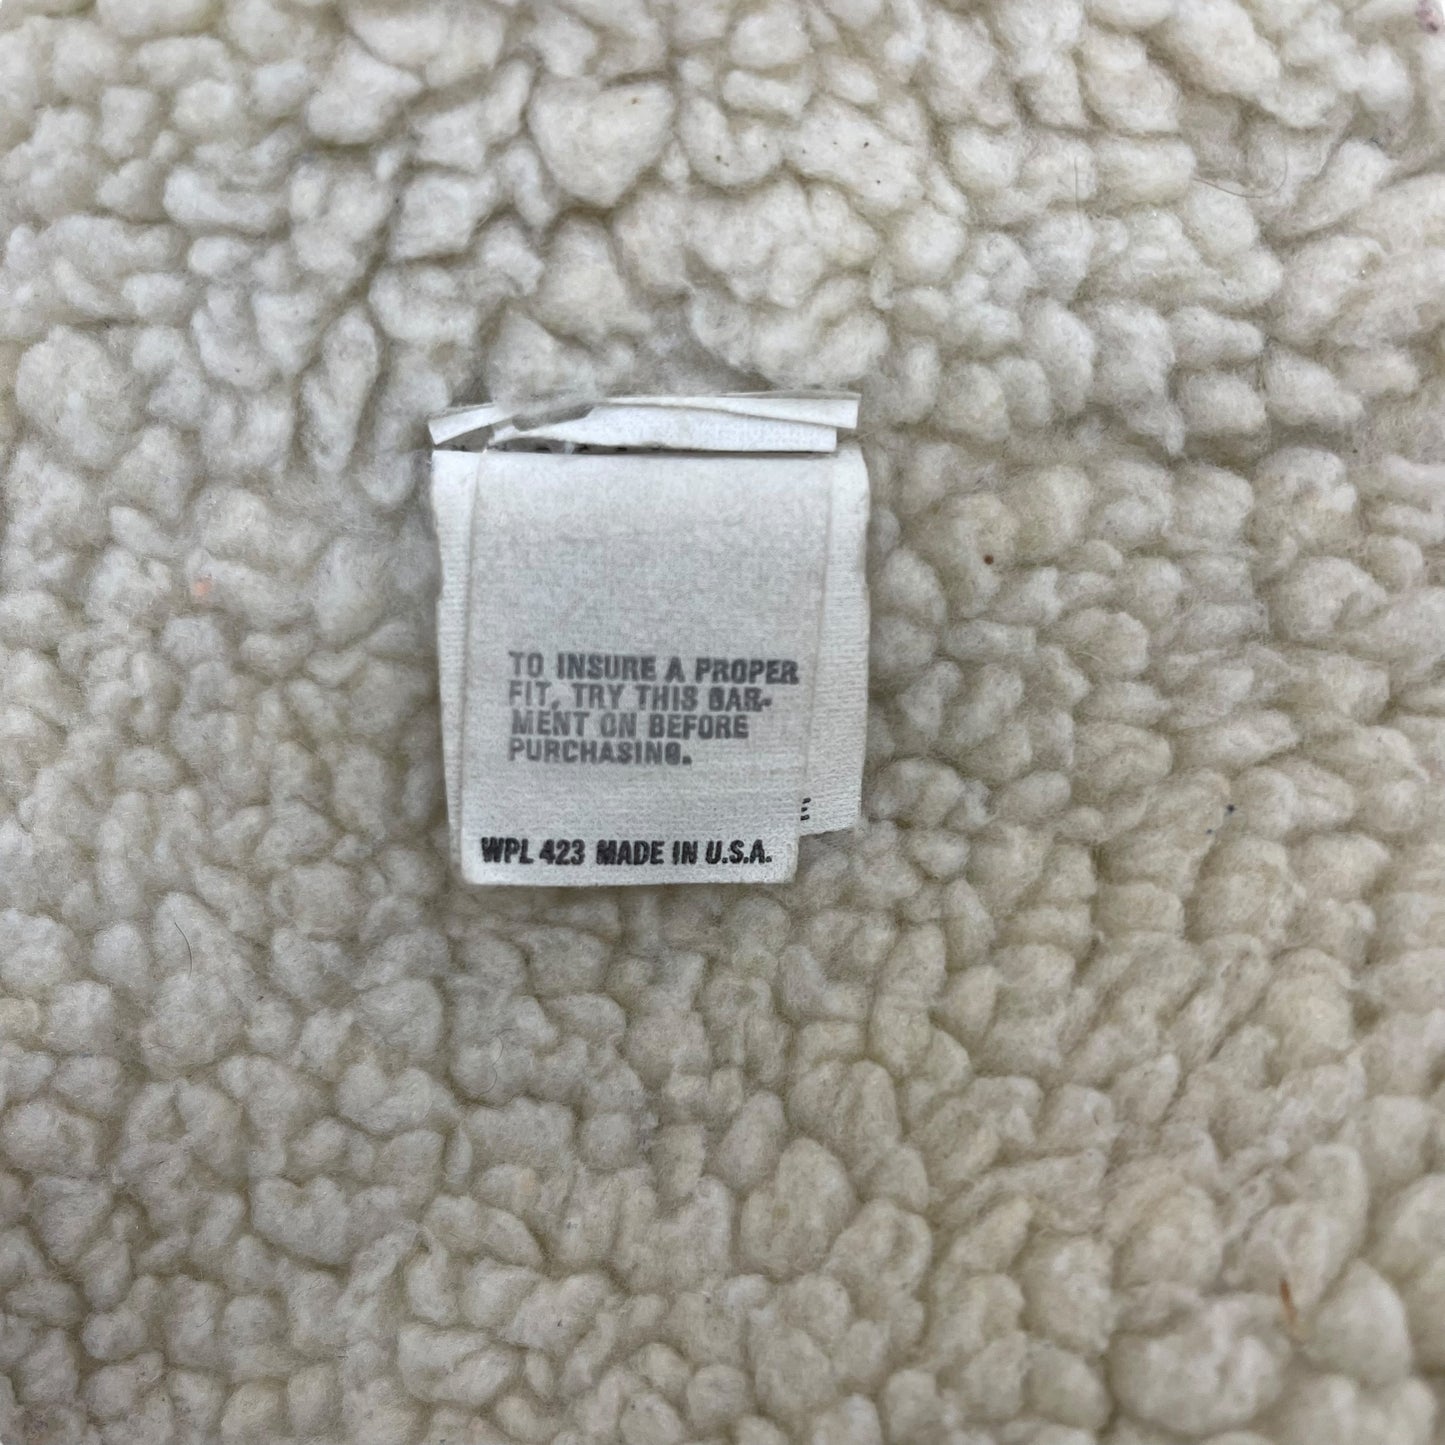 TO INSURE A PROPER
FIT, TRY THIS GAR-
MENT ON BEFORE
PURCHASING.
E
WPL 423 MADE IN U.S.A.